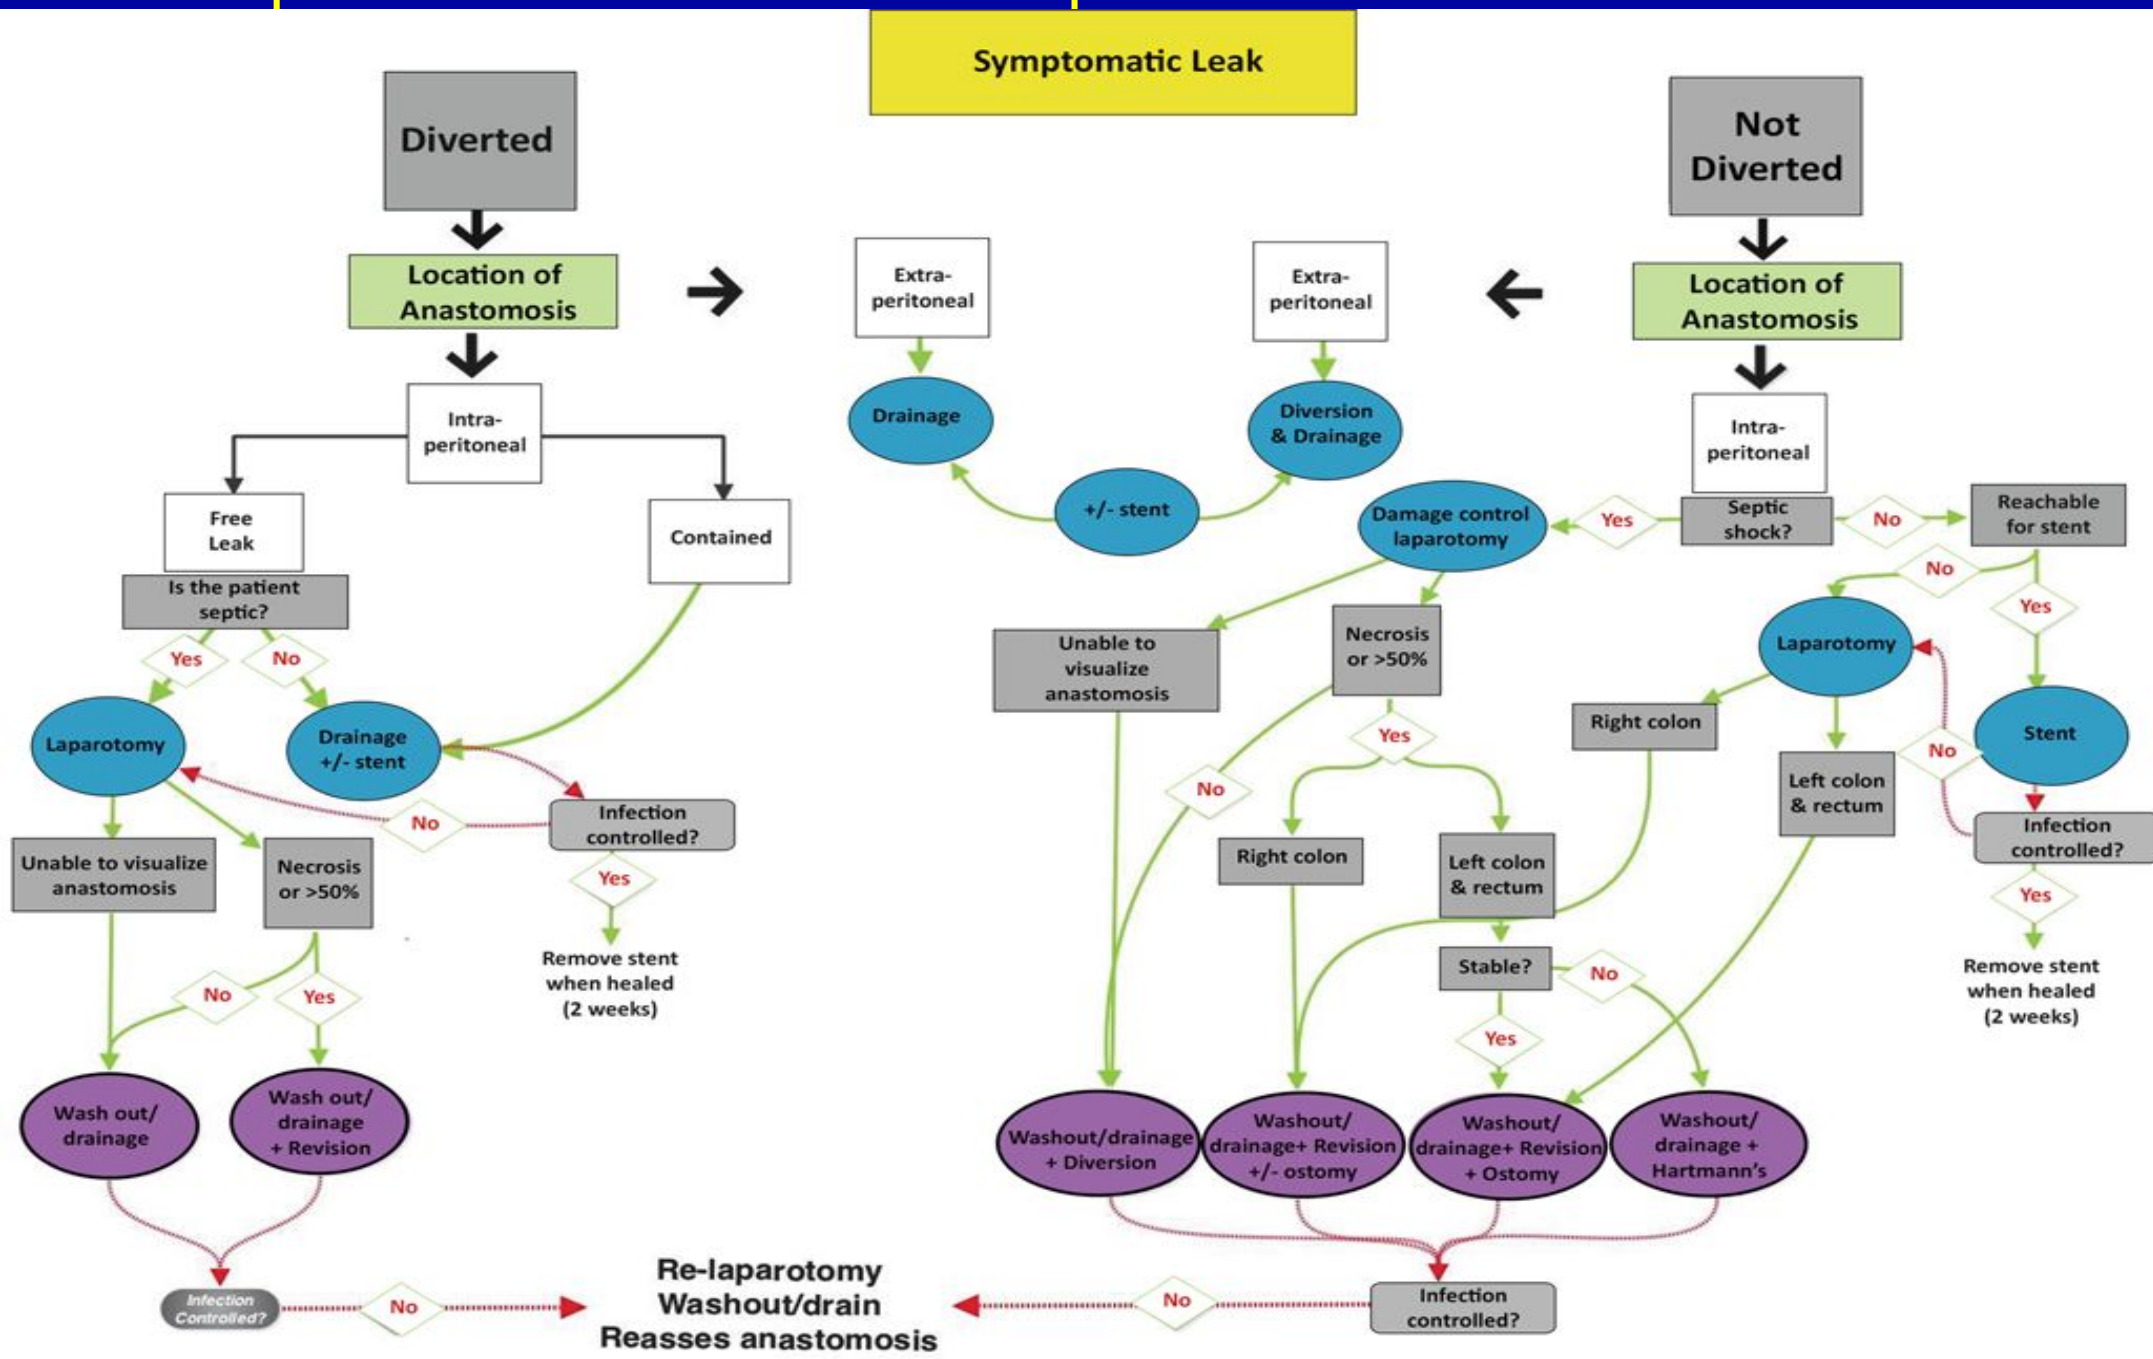 Symptomatic Leak
Diverted
Location of
Anastomosis
Intra-
peritoneal
Free
Leak
Is the patient
septic?
Yes
No
Contained
Laparotomy
Drainage
+/- stent
Infection
controlled?
No
Yes
Remove stent
when healed
(2 weeks)
Unable to visualize
anastomosis
Necrosis
or >50%
No
Yes
Wash out/
drainage
Wash out/
drainage
+ Revision
Infection
Controlled?
No
Extra-
peritoneal
Drainage
+/- stent
Extra-
peritoneal
Diversion
& Drainage
Not
Diverted
Location of
Anastomosis
Intra-
peritoneal
Septic
shock?
Yes
No
Damage control
laparotomy
Reachable
for stent
No
Yes
Unable to
visualize
anastomosis
Necrosis
or >50%
Yes
No
Right colon
Left colon
& rectum
Stable?
No
Yes
Laparotomy
Right colon
Left colon
& rectum
Stent
No
Infection
controlled?
Yes
Remove stent
when healed
(2 weeks)
Washout/drainage
+ Diversion
Washout/
drainage+ Revision
+/- ostomy
Washout/
drainage+ Revision
+ Ostomy
Washout/
drainage +
Hartmann's
Infection
controlled?
No
Re-laparotomy
Washout/drain
Reasses anastomosis